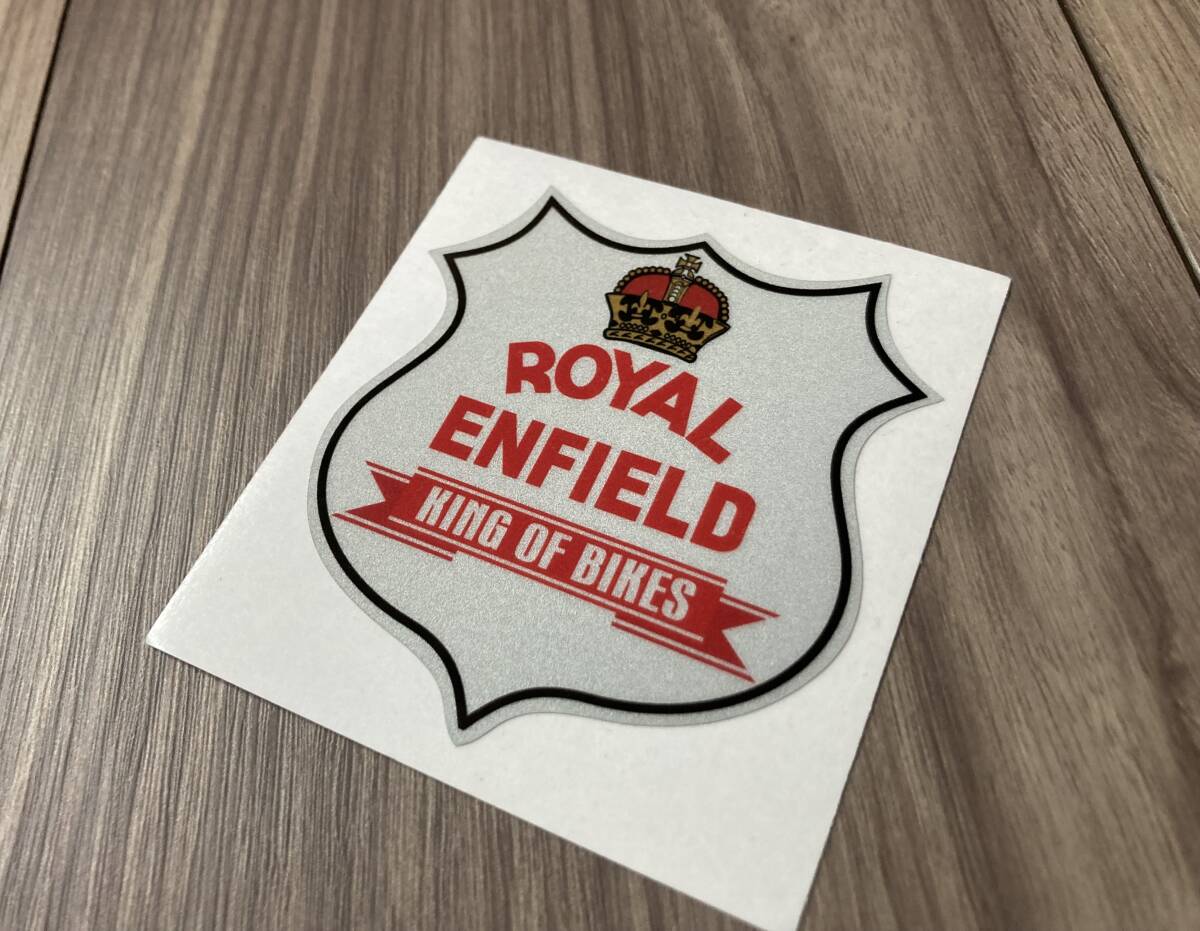 ROYAL
ENFIELD
KING OF BIKES